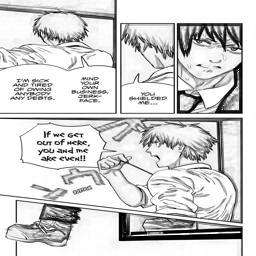 I'M SICK
AND TIRED
OF OWING
ANYBODY
ANY DEBTS.
MIND
YOUR OWN
BUSINESS,
JERK-
FACE.
YOU
SHIELDED
ME...
If we get
out of here,
you and me
are even!!